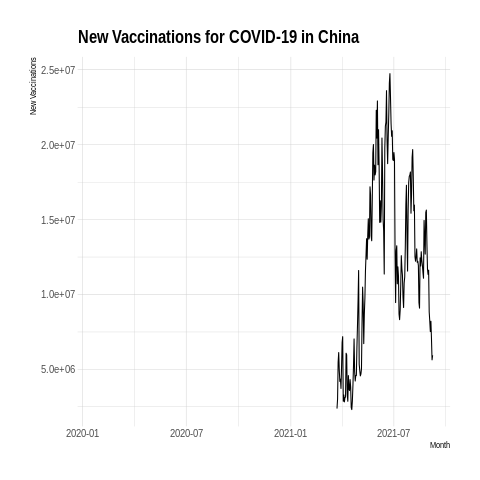 New Vaccinations for COVID-19 in China
New Vaccinations
2.5e+07
2.0e+07
1.5e+07
1.0e+07
5.0e+06
2020-01
2020-07
2021-01
2021-07
Month